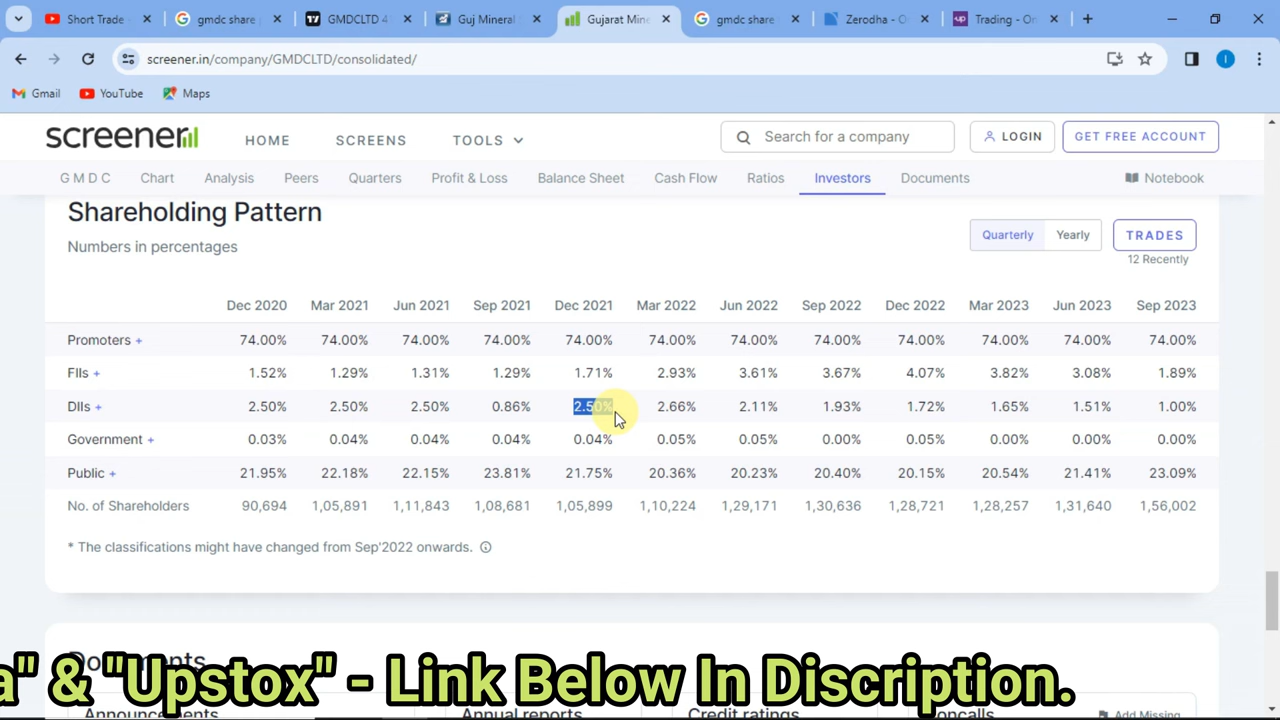 Short Trade -
gmdc share
GMDCLTD 4
Guj Mineral
Gujarat Mine
gmdc share
Zerodha - O
Trading - On
screener.in/company/GMDCLTD/consolidated/
Gmail YouTube Maps
screener HOME SCREENS TOOLS Search for a company LOGIN GET FREE ACCOUNT
G M D C Chart Analysis Peers Quarters Profit & Loss Balance Sheet Cash Flow Ratios Investors Documents Notebook
Shareholding Pattern
Numbers in percentages
Quarterly Yearly TRADES
12 Recently
Dec 2020 Mar 2021 Jun 2021 Sep 2021 Dec 2021 Mar 2022 Jun 2022 Sep 2022 Dec 2022 Mar 2023 Jun 2023 Sep 2023
Promoters + 74.00% 74.00% 74.00% 74.00% 74.00% 74.00% 74.00% 74.00% 74.00% 74.00% 74.00% 74.00%
FIIs + 1.52% 1.29% 1.31% 1.29% 1.71% 2.93% 3.61% 3.67% 4.07% 3.82% 3.08% 1.89%
DIIs + 2.50% 2.50% 2.50% 0.86% 2.50% 2.66% 2.11% 1.93% 1.72% 1.65% 1.51% 1.00%
Government + 0.03% 0.04% 0.04% 0.04% 0.04% 0.05% 0.05% 0.00% 0.05% 0.00% 0.00% 0.00%
Public + 21.95% 22.18% 22.15% 23.81% 21.75% 20.36% 20.23% 20.40% 20.15% 20.54% 21.41% 23.09%
No. of Shareholders 90,694 1,05,891 1,11,843 1,08,681 1,05,899 1,10,224 1,29,171 1,30,636 1,28,721 1,28,257 1,31,640 1,56,002
* The classifications might have changed from Sep'2022 onwards.
Documents
a" & "Upstox" - Link Below In Discription.
Announcements Annual reports Credit ratings Concalls Add Missing